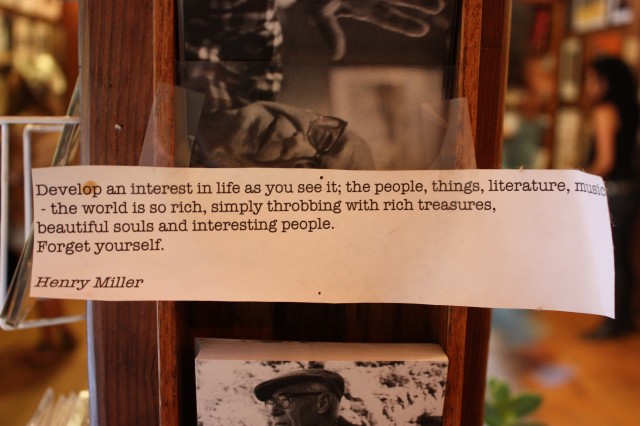 Develop an interest in life as you see it; the people, things, literature, music
- the world is so rich, simply throbbing with rich treasures,
beautiful souls and interesting people.
Forget yourself.
Henry Miller